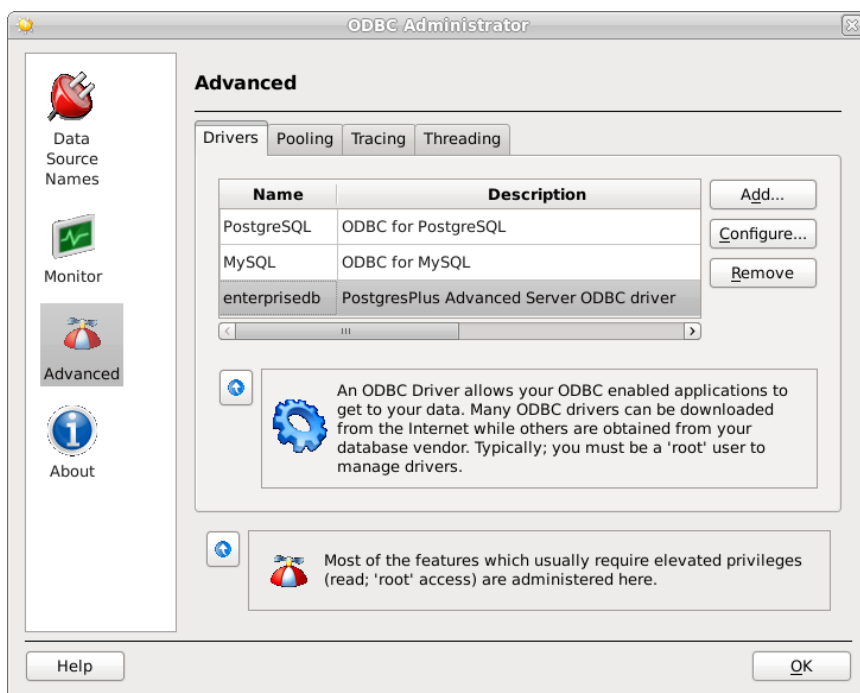 ODBC Administrator
Data
Source
Names
Monitor
Advanced
About
Advanced
Drivers Pooling Tracing Threading
Name Description
PostgreSQL ODBC for PostgreSQL
MySQL ODBC for MySQL
enterprisedb PostgresPlus Advanced Server ODBC driver
Add...
Configure...
Remove
An ODBC Driver allows your ODBC enabled applications to
get to your data. Many ODBC drivers can be downloaded
from the Internet while others are obtained from your
database vendor. Typically; you must be a 'root' user to
manage drivers.
Most of the features which usually require elevated privileges
(read; 'root' access) are administered here.
Help
OK